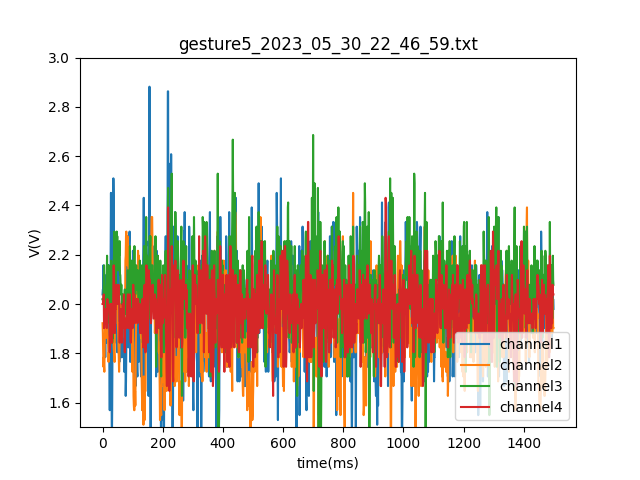 gesture5_2023_05_30_22_46_59.txt
V(V)
3.0
2.8
2.6
2.4
2.2
2.0
1.8
1.6
channel1
channel2
channel3
channel4
0 200 400 600 800 1000 1200 1400
time(ms)